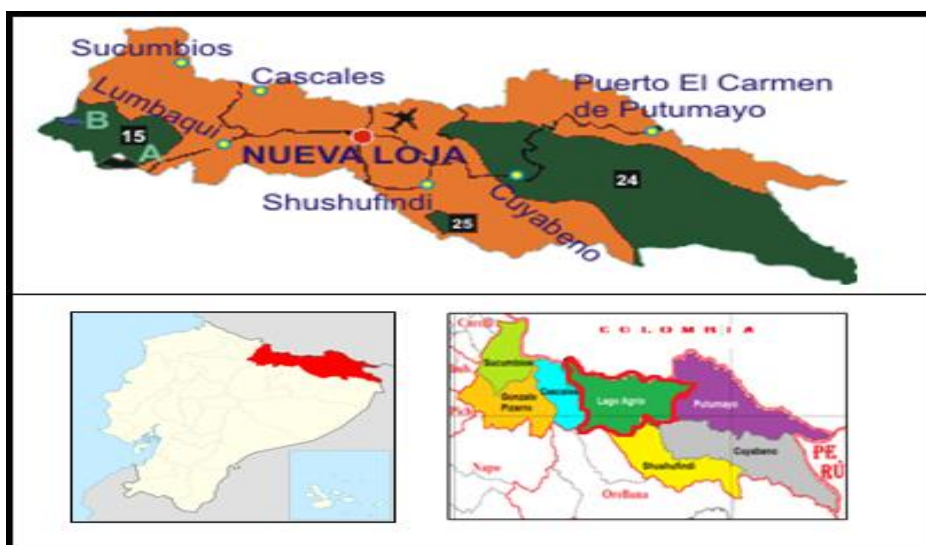 Sucumbios
Cascales
Puerto El Carmen
de Putumayo
Lumbaqui
B
15
A
NUEVA LOJA
24
Shushufindi
25
Cuyabeno
COLOMBIA
Sucumbios
Gonzalo
Pizarro
Cascales
Lago Agrio
Putumayo
Cuyabeno
Shushufindi
PE
RÚ
Napo
Orellana